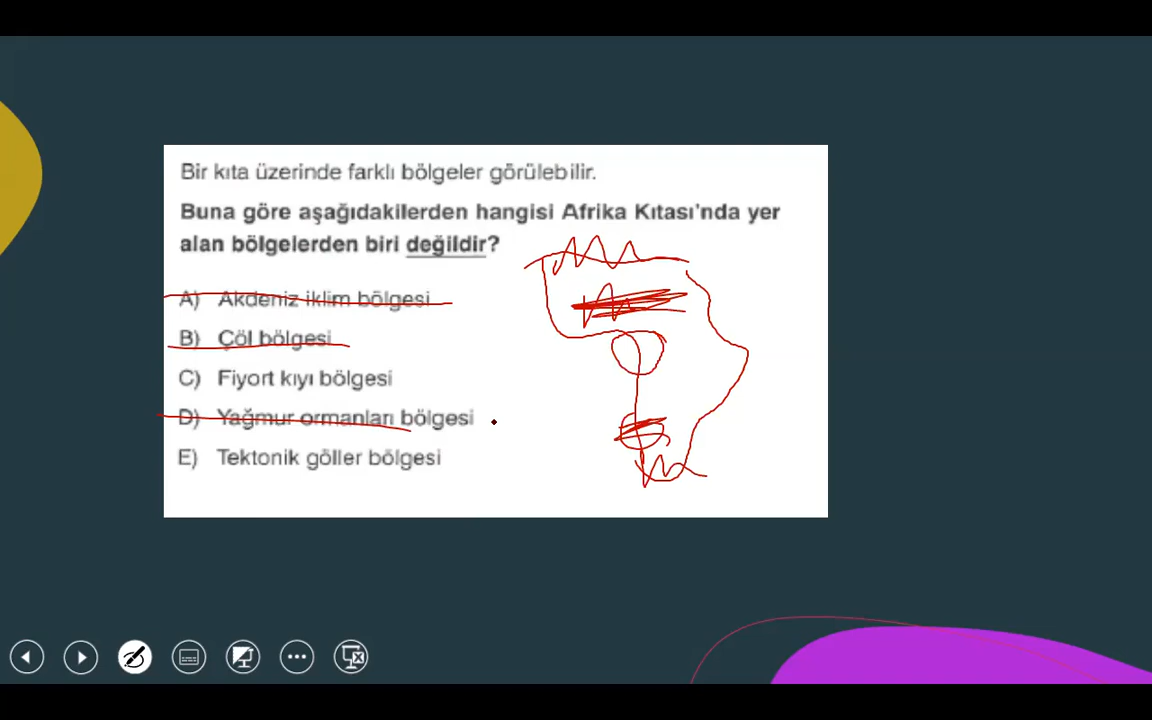 Bir kıta üzerinde farklı bölgeler görülebilir.
Buna göre aşağıdakilerden hangisi Afrika Kıtası'nda yer
alan bölgelerden biri değildir?
A) Akdeniz iklim bölgesi
B) Çöl bölgesi
C) Fiyort kıyı bölgesi
D) Yağmur ormanları bölgesi
E) Tektonik göller bölgesi